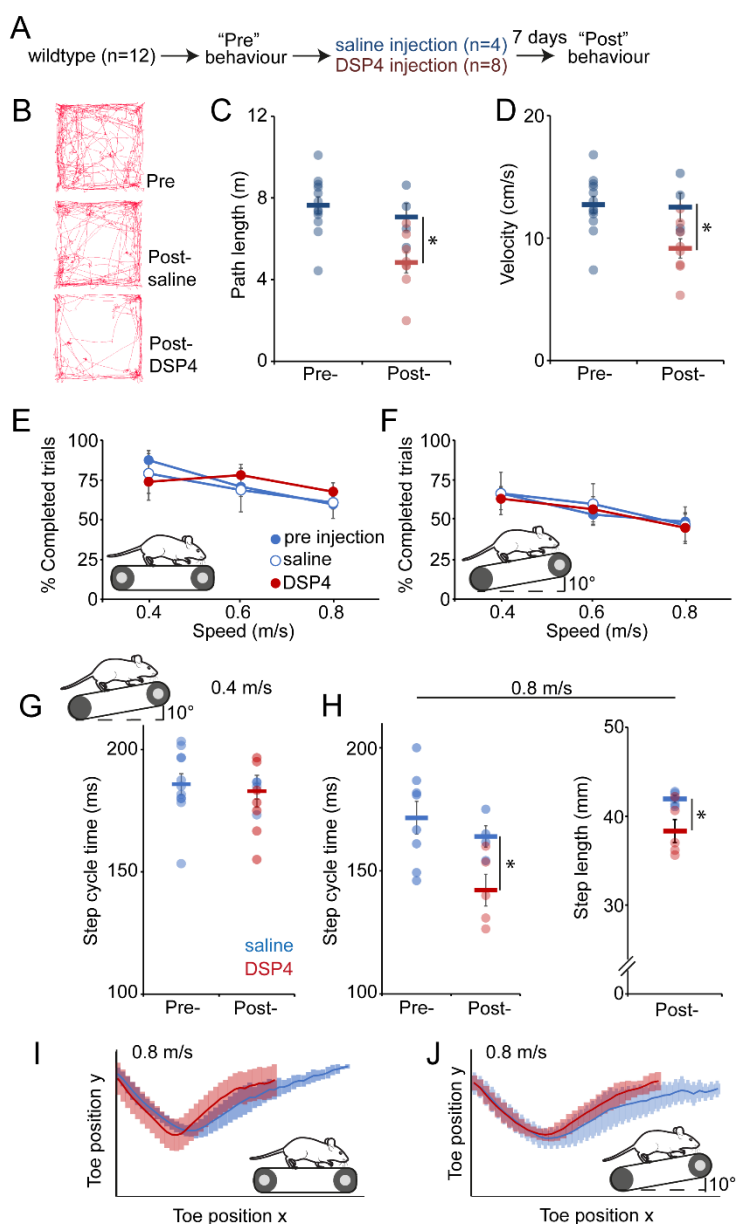 A
wildtype (n=12)
"Pre"
behaviour
saline injection (n=4)
DSP4 injection (n=8)
7 days
"Post"
behaviour
B
Pre
Post-
saline
Post-
DSP4
C
Path length (m)
12
8
4
0
*
Pre-
Post-
D
Velocity (cm/s)
20
10
0
*
Pre-
Post-
E
% Completed trials
100
75
50
25
0
pre injection
saline
DSP4
0.4
0.6
0.8
Speed (m/s)
F
% Completed trials
100
75
50
25
0
10°
0.4
0.6
0.8
Speed (m/s)
10°
0.4 m/s
G
Step cycle time (ms)
200
150
100
saline
DSP4
Pre-
Post-
0.8 m/s
H
Step cycle time (ms)
200
150
100
*
Pre-
Post-
Step length (mm)
50
40
30
0
*
Post-
I
0.8 m/s
Toe position y
Toe position x
J
0.8 m/s
Toe position y
10°
Toe position x